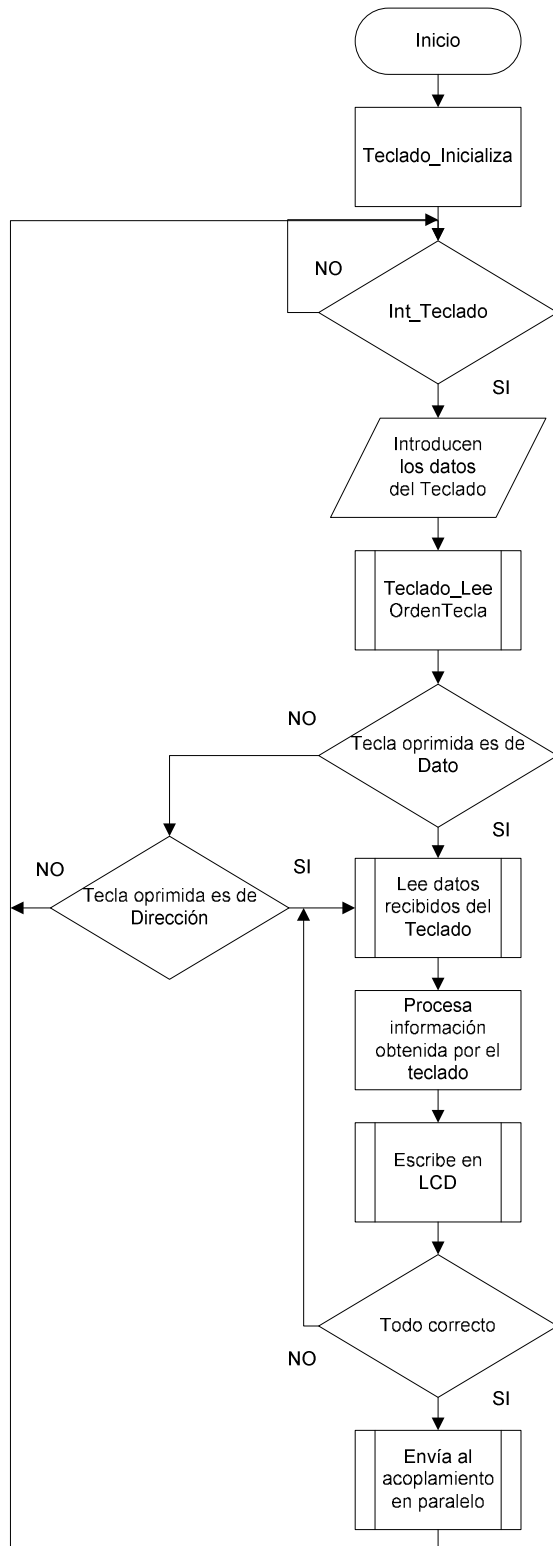 Inicio
Teclado_Inicializa
NO
Int_Teclado
SI
Introducen
los datos
del Teclado
Teclado_Lee
OrdenTecla
NO
Tecla oprimida es de
Dato
SI
NO
Tecla oprimida es de
Dirección
SI
Lee datos
recibidos del
Teclado
Procesa
información
obtenida por el
teclado
Escribe en
LCD
Todo correcto
NO
SI
Envía al
acoplamiento
en paralelo